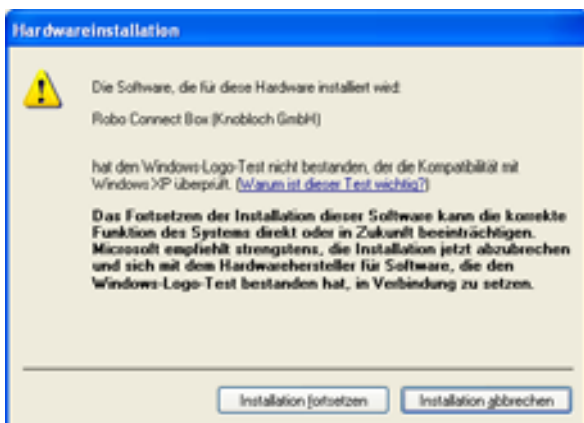 Hardwareinstallation
Die Software, die für diese Hardware installiert wird:
Robo Connect Box (Knobloch GmbH)
hat den Windows-Logo-Test nicht bestanden, der die Kompatibilität mit
Windows XP überprüft. (Warum ist dieser Test wichtig?)
Das Fortsetzen der Installation dieser Software kann die korrekte
Funktion des Systems direkt oder in Zukunft beeinträchtigen.
Microsoft empfiehlt strengstens, die Installation jetzt abzubrechen
und sich mit dem Hardwarehersteller für Software, die den
Windows-Logo-Test bestanden hat, in Verbindung zu setzen.
Installation fortsetzen Installation abbrechen